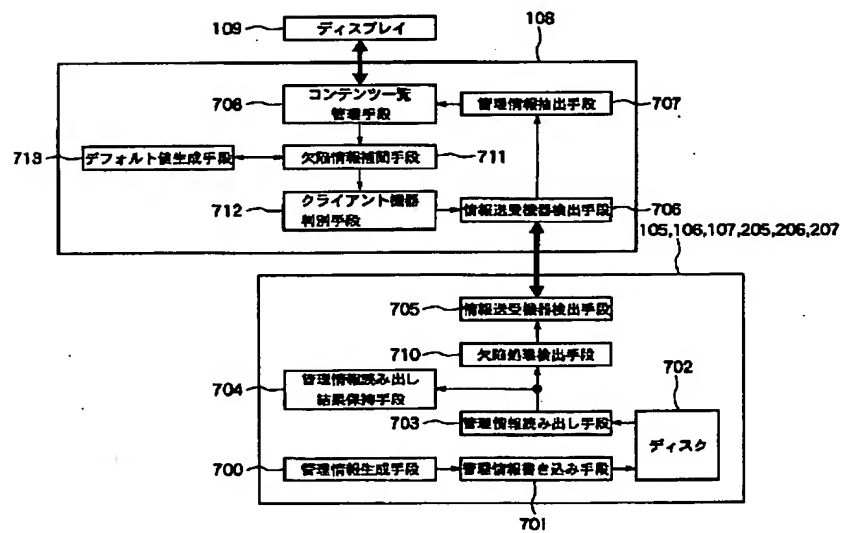 109
ディスプレイ
108
708
コンテンツ一覧
管理手段
管理情報抽出手段
707
713
デフォルト値生成手段
欠陥情報補間手段
711
712
クライアント機器
判別手段
情報送受機器検出手段
706
105,106,107,205,206,207
705
情報送受機器検出手段
710
欠陥処理検出手段
702
704
管理情報読み出し
結果保持手段
703
管理情報読み出し手段
ディスク
700
管理情報生成手段
管理情報書き込み手段
701